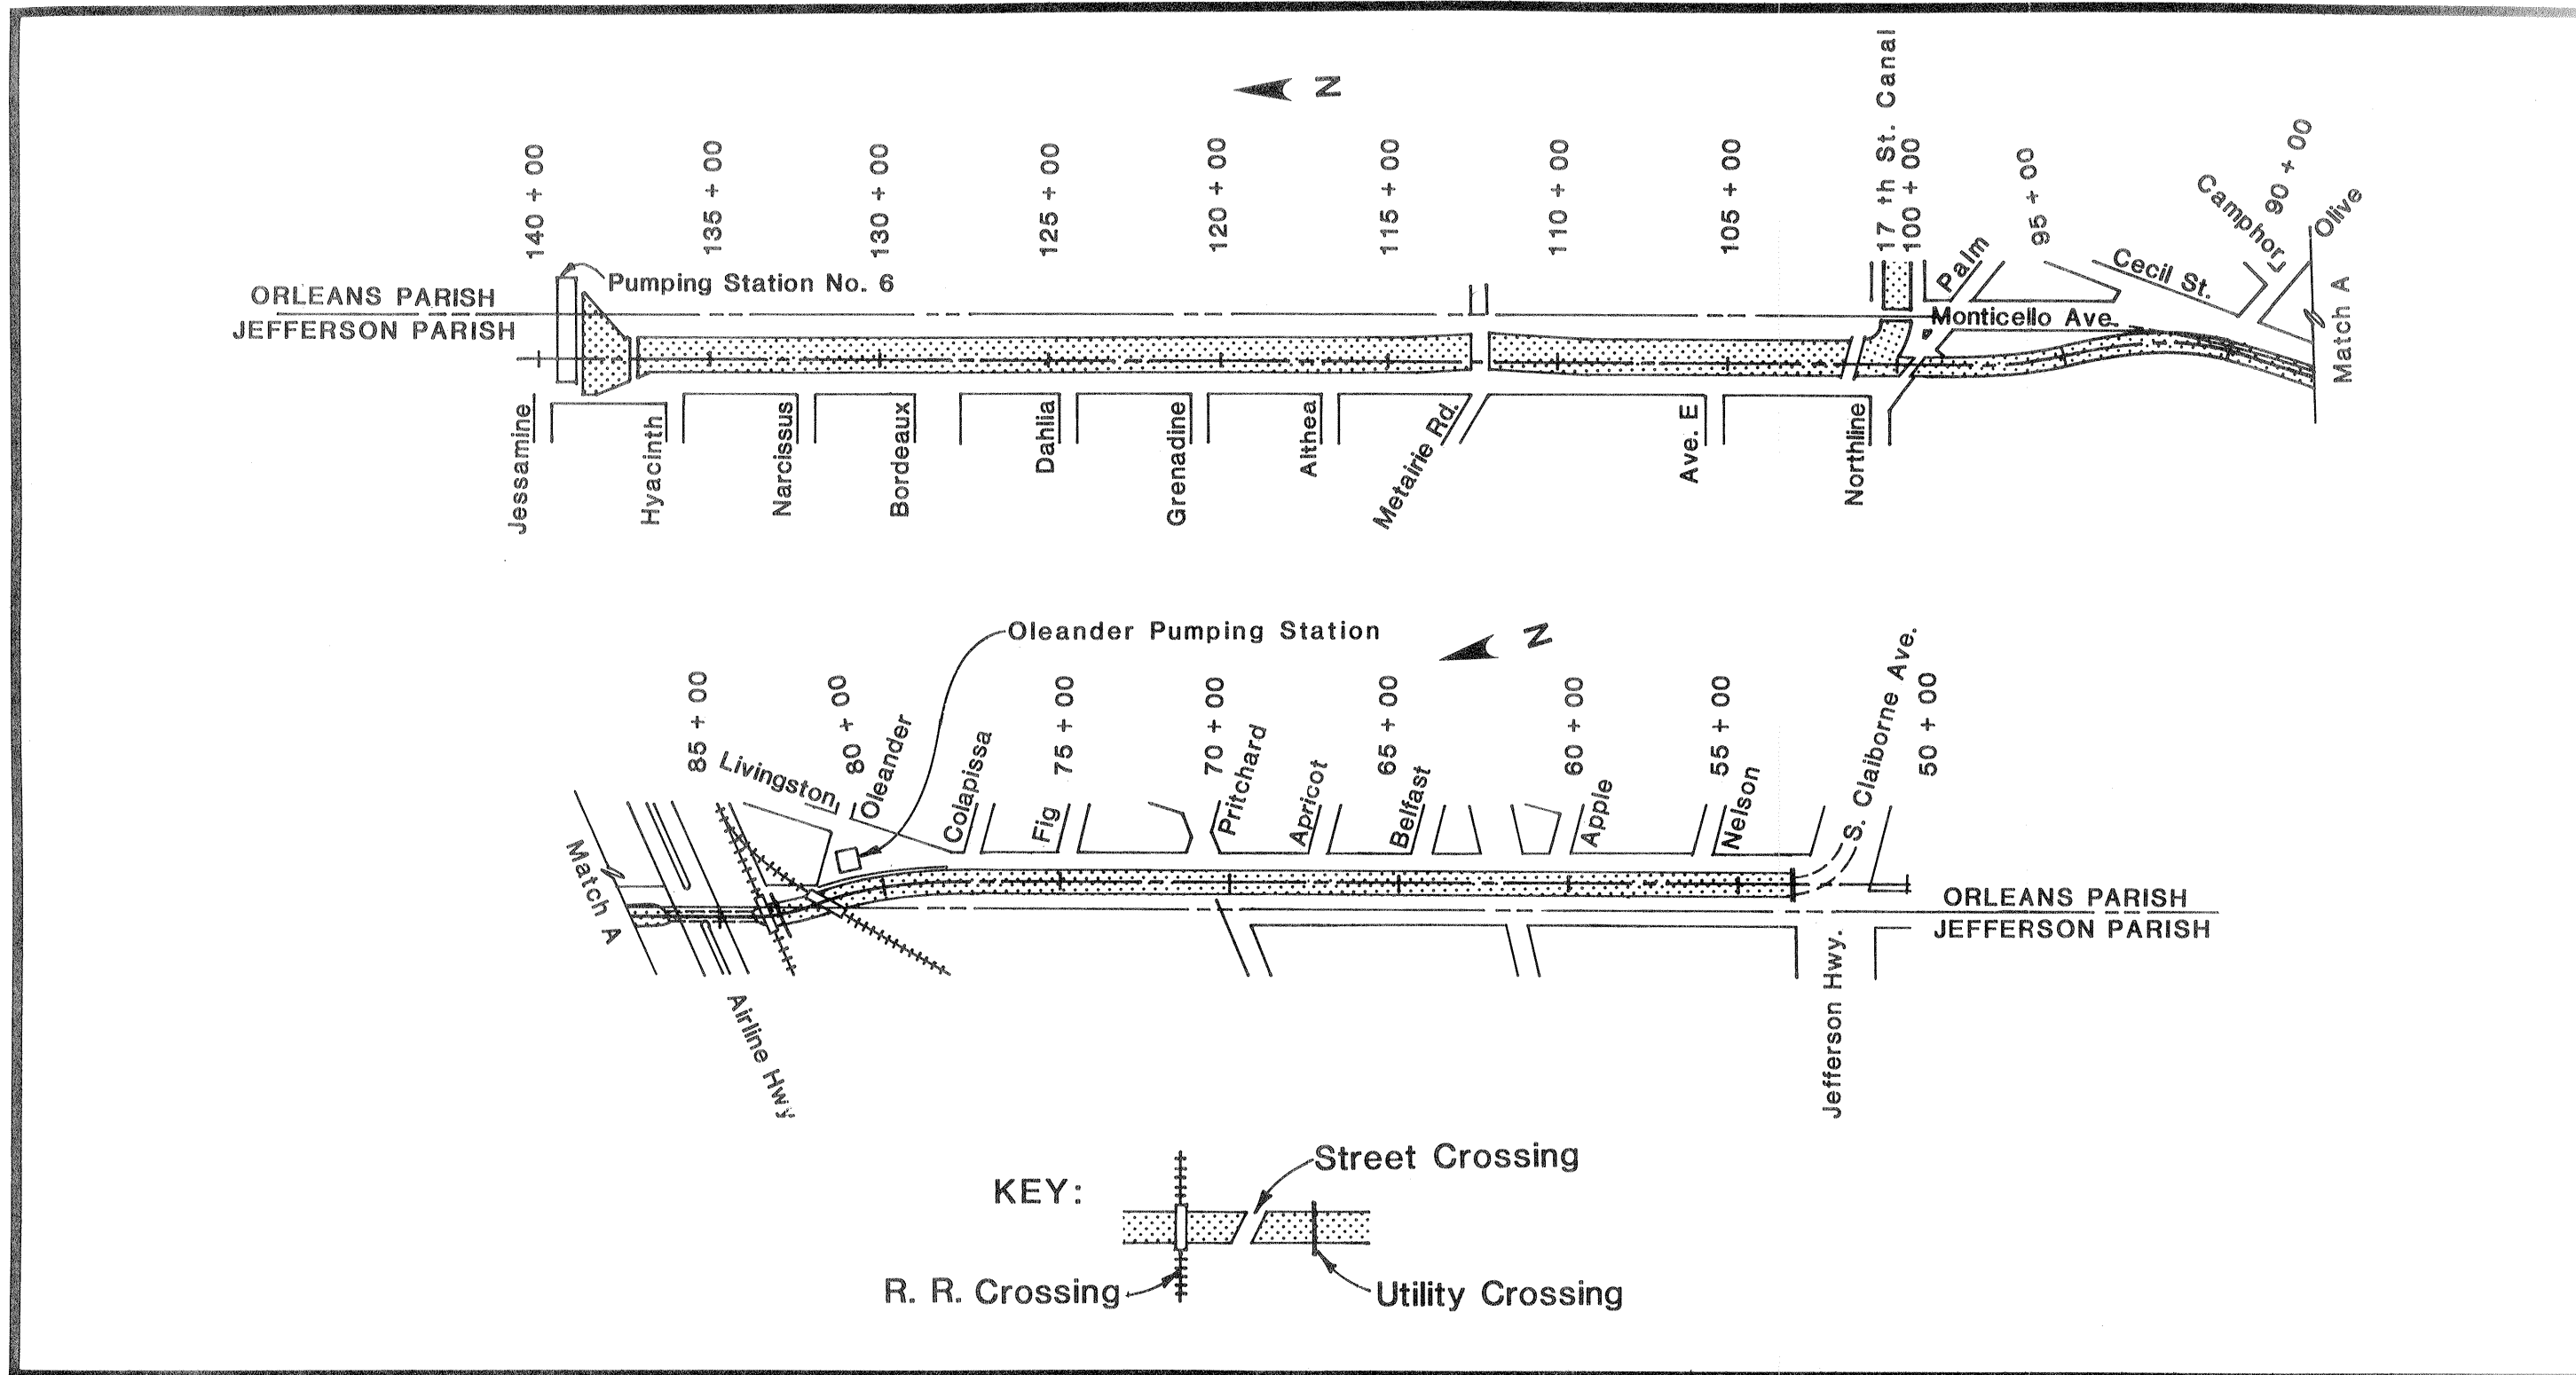 N
140 + 00
135 + 00
130 + 00
125 + 00
120 + 00
115 + 00
110 + 00
105 + 00
17 th St. Canal
100 + 00
95 + 00
90 + 00
Palm
Cecil St.
Camphor
Olive
Match A
Pumping Station No. 6
ORLEANS PARISH
JEFFERSON PARISH
Monticello Ave.
Jessamine
Hyacinth
Narcissus
Bordeaux
Dahlia
Grenadine
Althea
Metairie Rd.
Ave. E
Northline
Oleander Pumping Station
N
85 + 00
80 + 00
75 + 00
70 + 00
65 + 00
60 + 00
55 + 00
50 + 00
Livingston
Oleander
Colapissa
Fig
Pritchard
Apricot
Belfast
Apple
Nelson
S. Claiborne Ave.
Match A
Airline Hwy
Jefferson Hwy.
ORLEANS PARISH
JEFFERSON PARISH
KEY:
Street Crossing
R. R. Crossing
Utility Crossing